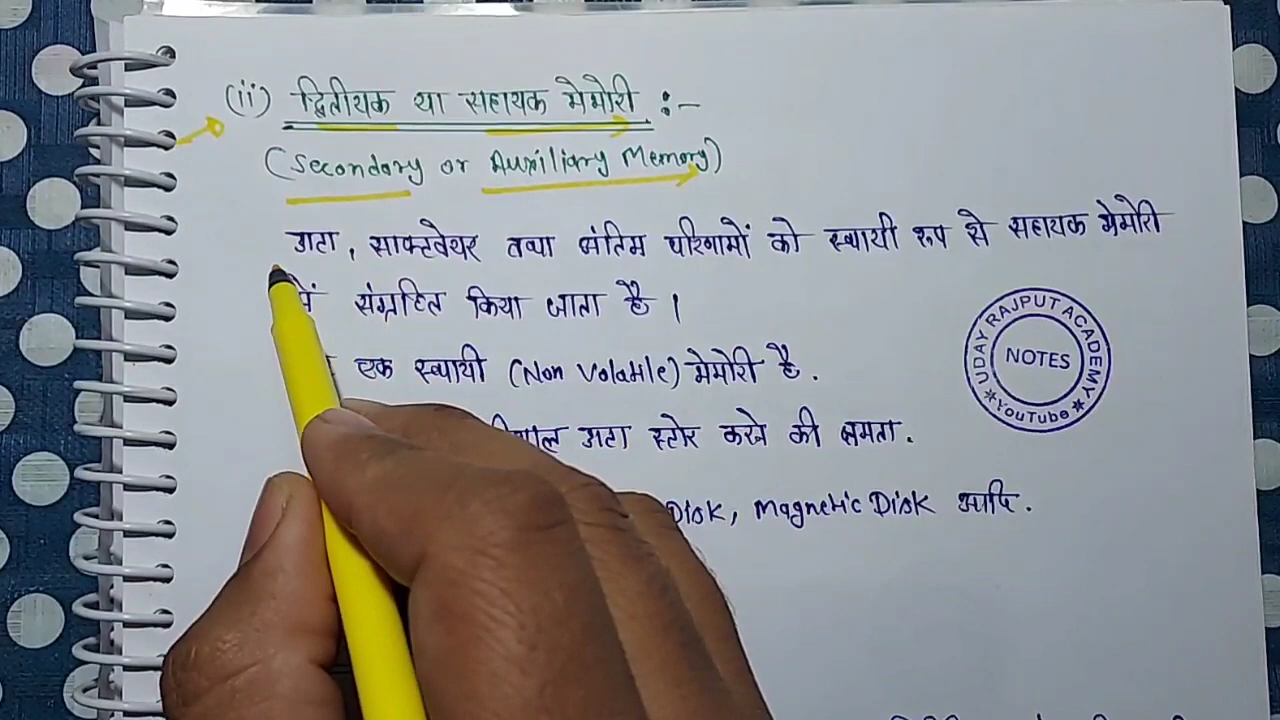 (ii) द्वितीयक या सहायक मेमोरी :-
(Secondary or Auxiliary Memory)
डाटा, साफ्टवेयर तथा अंतिम परिणामों को स्थायी रूप से सहायक मेमोरी
में संग्रहित किया जाता है।
एक स्थायी (Non Volatile) मेमोरी है.
डाटा स्टोर करने की क्षमता.
Disk, Magnetic Disk आदि.
UDAY RAJPUT ACADEMY
NOTES
YouTube